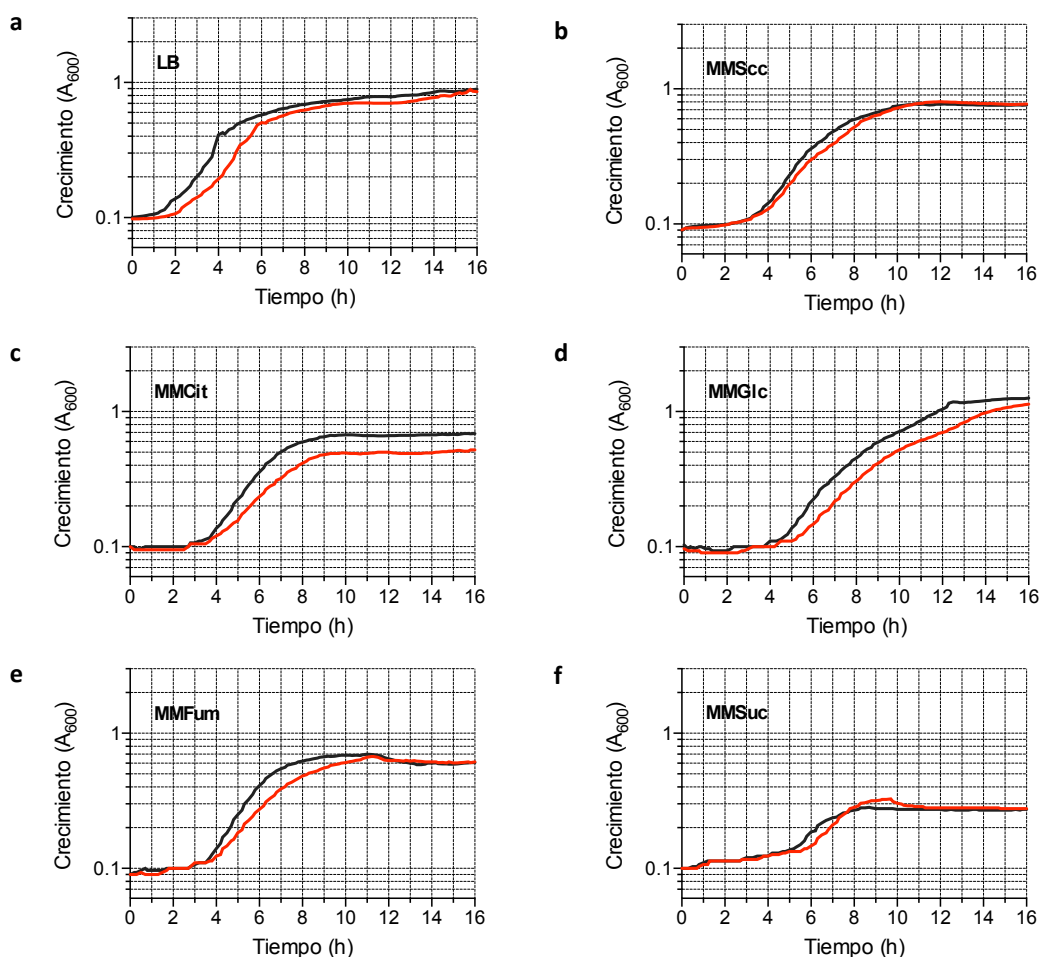 a
LB
Crecimiento (A600)
1
0.1
0 2 4 6 8 10 12 14 16
Tiempo (h)
b
MMScc
Crecimiento (A600)
1
0.1
0 2 4 6 8 10 12 14 16
Tiempo (h)
c
MMCit
Crecimiento (A600)
1
0.1
0 2 4 6 8 10 12 14 16
Tiempo (h)
d
MMGlc
Crecimiento (A600)
1
0.1
0 2 4 6 8 10 12 14 16
Tiempo (h)
e
MMFum
Crecimiento (A600)
1
0.1
0 2 4 6 8 10 12 14 16
Tiempo (h)
f
MMSuc
Crecimiento (A600)
1
0.1
0 2 4 6 8 10 12 14 16
Tiempo (h)